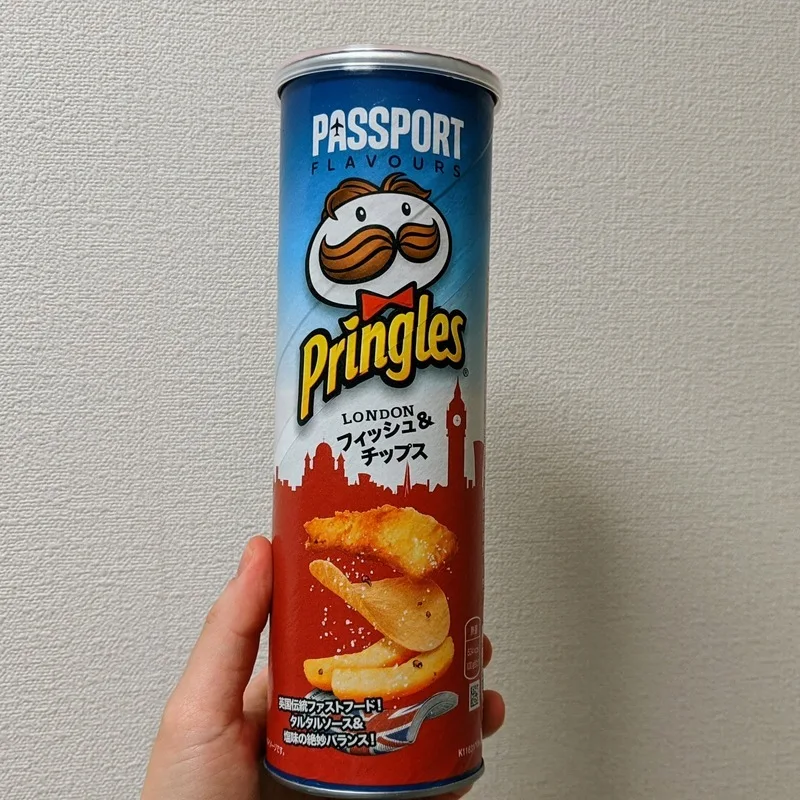 PASSPORT
FLAVOURS
Pringles
LONDON
フィッシュ&
チップス
英国伝統ファストフード!
タルタルソース&
塩味の絶妙バランス!